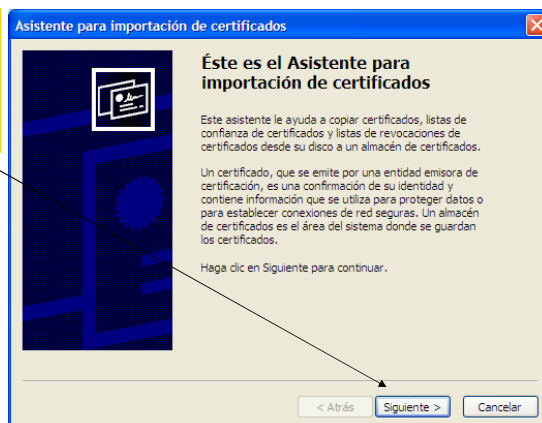 Asistente para importación de certificados
Éste es el Asistente para
importación de certificados
Este asistente le ayuda a copiar certificados, listas de
confianza de certificados y listas de revocaciones de
certificados desde su disco a un almacén de certificados.
Un certificado, que se emite por una entidad emisora de
certificación, es una confirmación de su identidad y
contiene información que se utiliza para proteger datos o
para establecer conexiones de red seguras. Un almacén
de certificados es el área del sistema donde se guardan
los certificados.
Haga clic en Siguiente para continuar.
< Atrás Siguiente > Cancelar